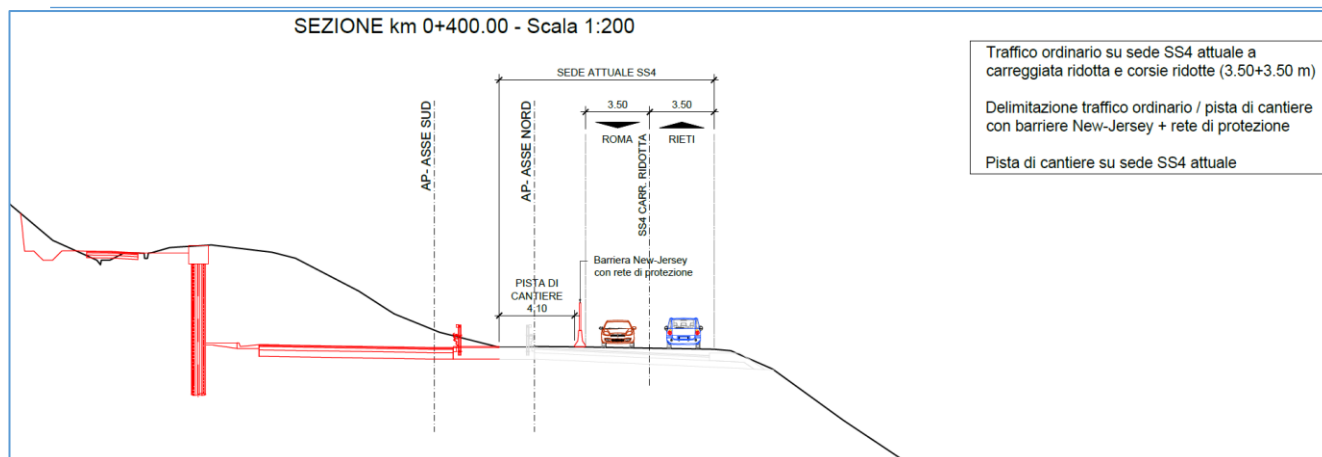 SEZIONE km 0+400.00 - Scala 1:200
Traffico ordinario su sede SS4 attuale a
carreggiata ridotta e corsie ridotte (3.50+3.50 m)
Delimitazione traffico ordinario / pista di cantiere
con barriere New-Jersey + rete di protezione
Pista di cantiere su sede SS4 attuale
SEDE ATTUALE SS4
3.50
3.50
ROMA
RIETI
AP- ASSE SUD
AP- ASSE NORD
SS4 CARR. RIDOTTA
Barriera New-Jersey
con rete di protezione
PISTA DI
CANTIERE
4.10